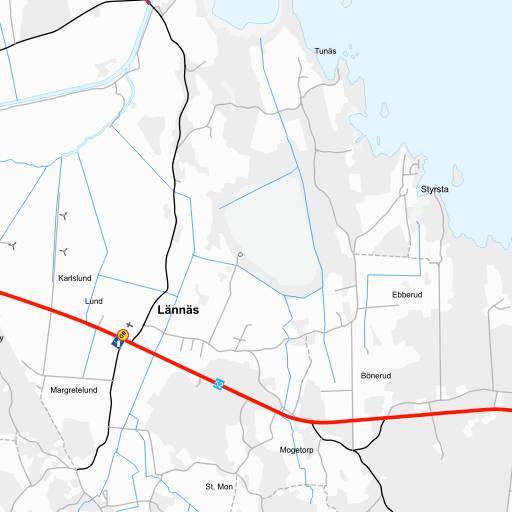 Tunäs
Styrsta
Karlslund
Ebberud
Lund
Lännäs
Bönerud
Margretelund
Mogetorp
St. Mon